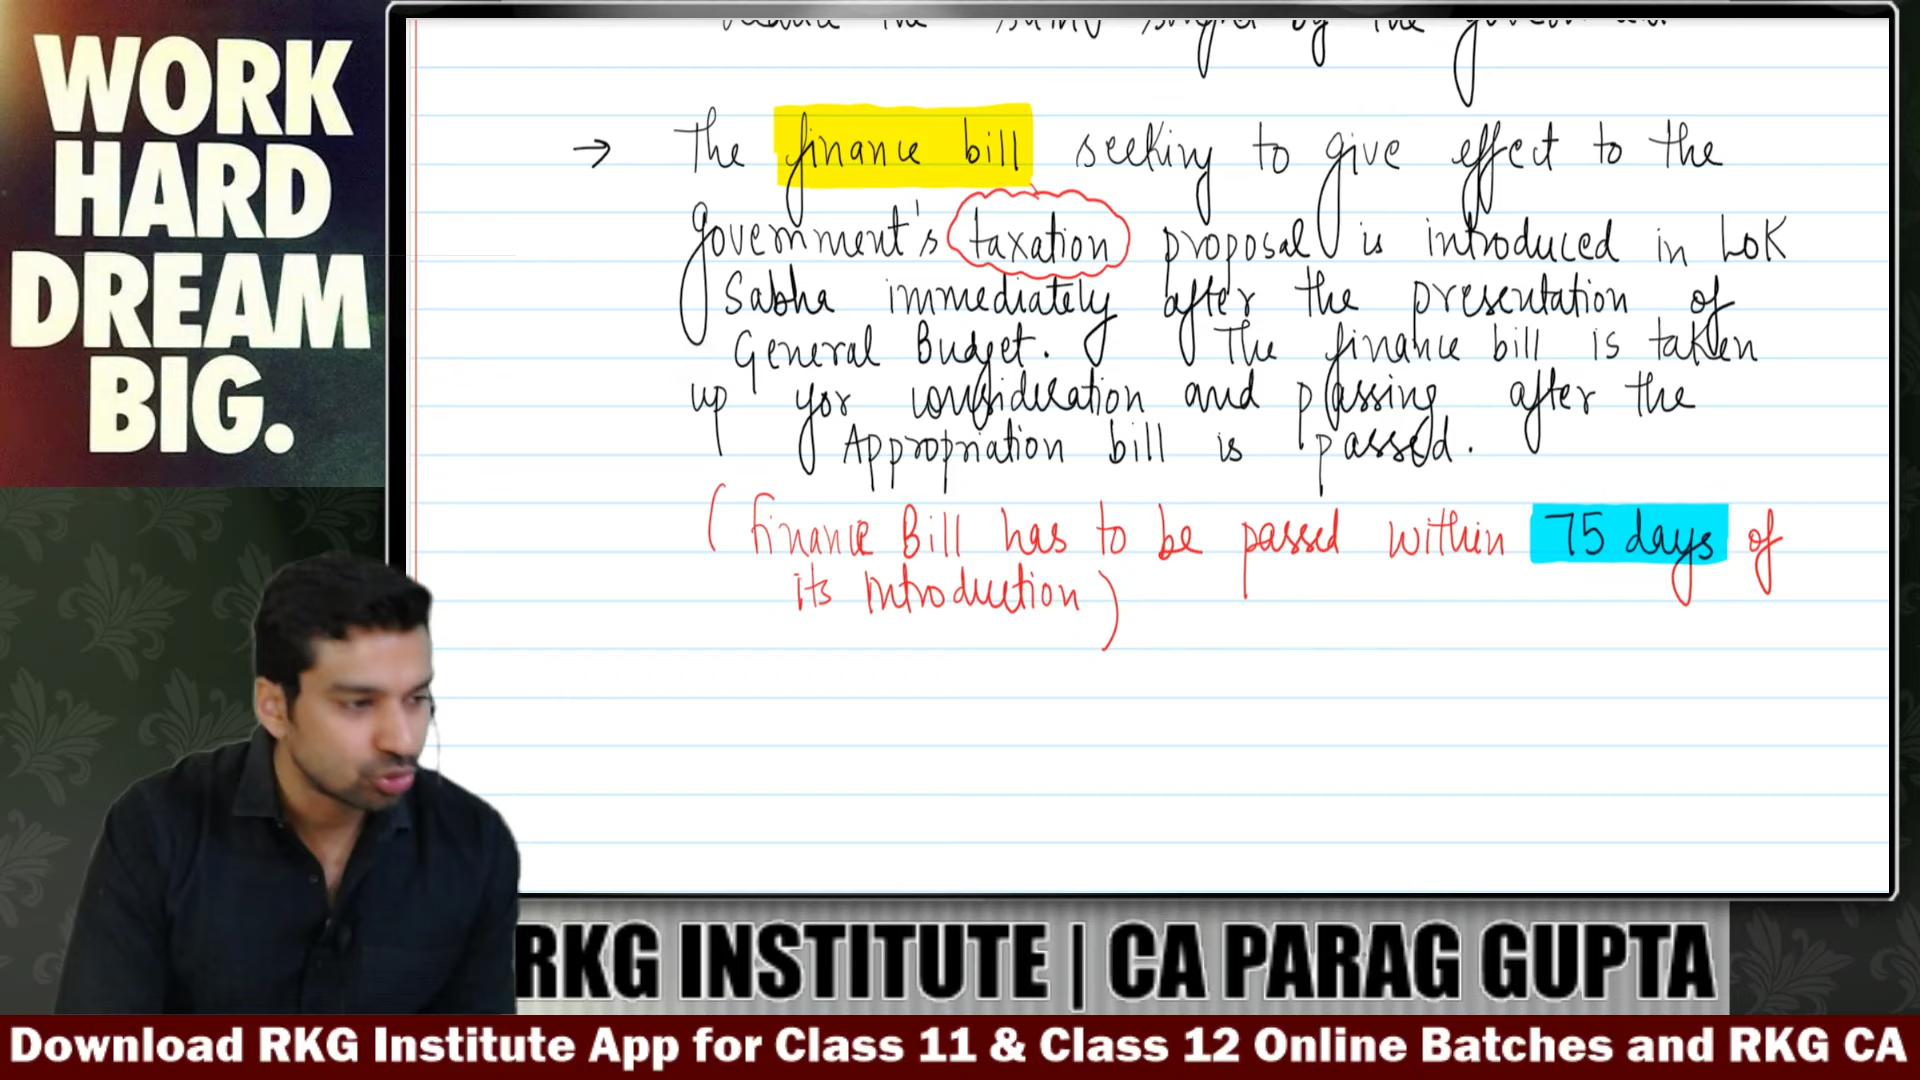 WORK
HARD
DREAM
BIG.
the by the
→ The finance bill seeking to give effect to the
government's taxation proposal is introduced in Lok
Sabha immediately after the presentation of
General Budget. The finance bill is taken
up for consideration and passing after the
Appropriation bill is passed.
(Finance Bill has to be passed within 75 days of
its introduction)
RKG INSTITUTE | CA PARAG GUPTA
Download RKG Institute App for Class 11 & Class 12 Online Batches and RKG CA